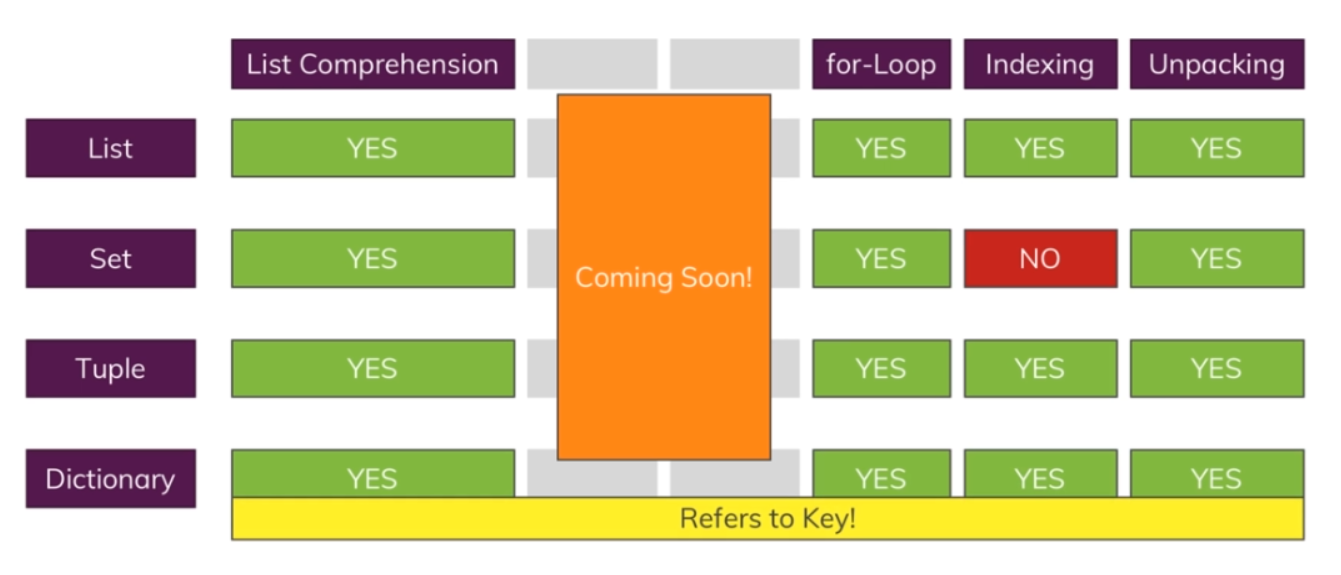 List Comprehension for-Loop Indexing Unpacking
List YES YES YES YES
Set YES YES NO YES
Coming Soon!
Tuple YES YES YES YES
Dictionary YES YES YES YES
Refers to Key!